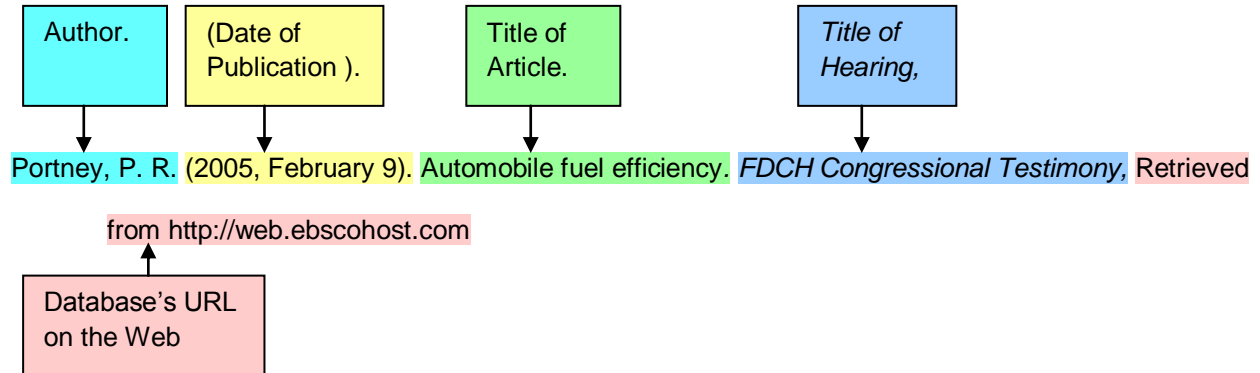 Author.
(Date of
Publication ).
Title of
Article.
Title of
Hearing,
Portney, P. R. (2005, February 9). Automobile fuel efficiency. FDCH Congressional Testimony, Retrieved
from http://web.ebscohost.com
Database’s URL
on the Web